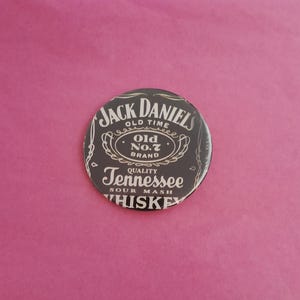 JACK DANIEL'S
OLD TIME
Old
No. 7
BRAND
QUALITY
Tennessee
SOUR MASH
WHISKEY